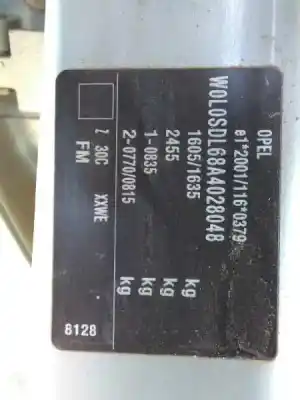 OPEL
e1*2001/116*0379
W0L0SDL68A4028048
1605/1635 kg
2455 kg
1-0835 kg
2-0770/0815 kg
Z 30C XXWE
FM
8128